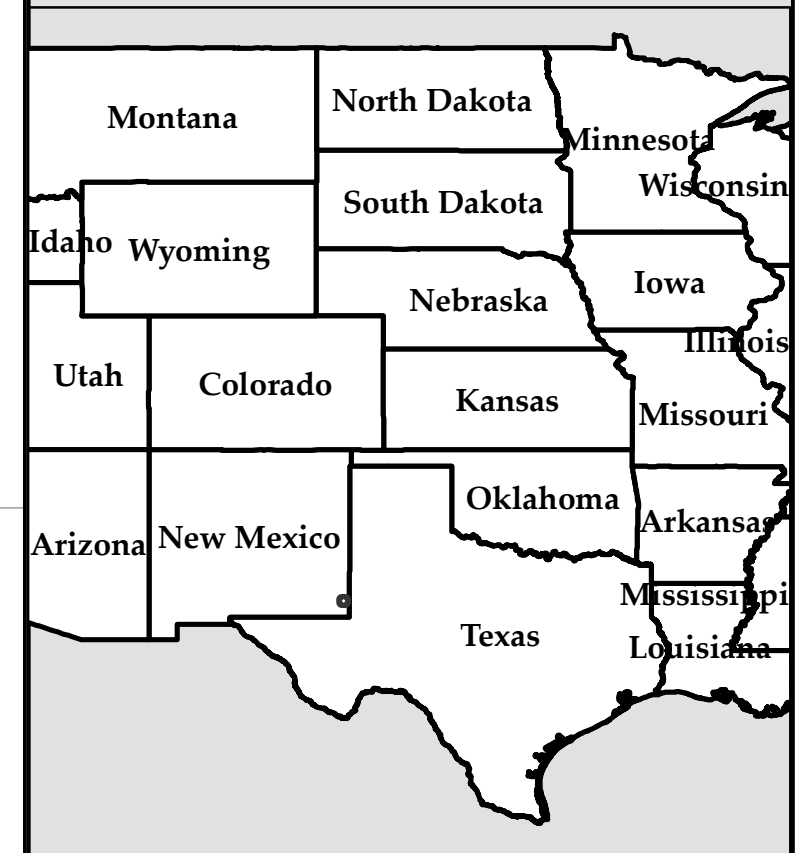 North Dakota
Montana
Minnesota
Wisconsin
South Dakota
Idaho
Wyoming
Iowa
Nebraska
Illinois
Utah
Colorado
Kansas
Missouri
Oklahoma
Arkansas
New Mexico
Arizona
Mississippi
Texas
Louisiana